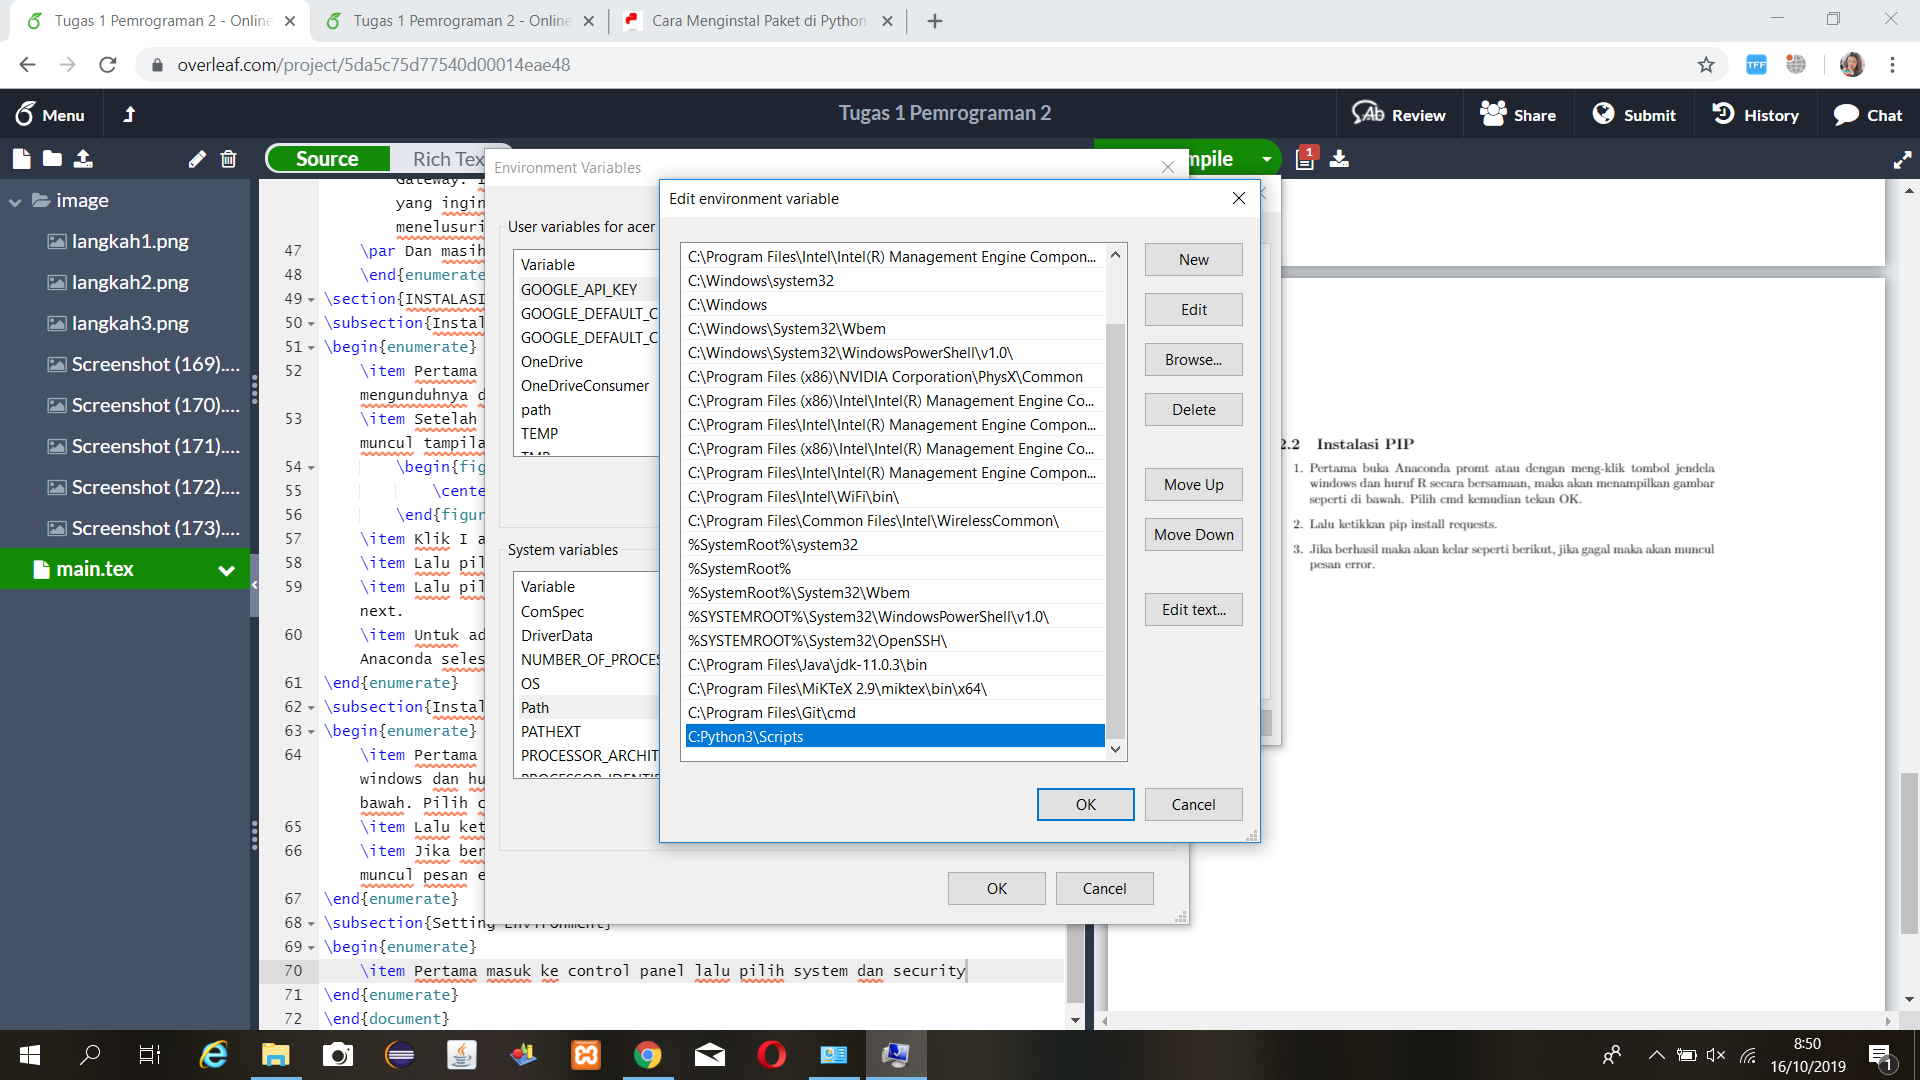 Tugas 1 Pemrograman 2 - Online
Tugas 1 Pemrograman 2 - Online
Cara Menginstal Paket di Python
overleaf.com/project/5da5c75d77540d00014eae48
TFF
Menu
Tugas 1 Pemrograman 2
Review
Share
Submit
History
Chat
Source
Rich Tex
mpile
1
image
langkah1.png
langkah2.png
langkah3.png
Screenshot (169)....
Screenshot (170)....
Screenshot (171)....
Screenshot (172)....
Screenshot (173)....
main.tex
yang ingin
menelusuri
47 \par Dan masih
48 \end{enumerate
49 \section{INSTALASI
50 \subsection{Instal
51 \begin{enumerate}
52 \item Pertama
mengunduhnya d
53 \item Setelah
muncul tampila
54 \begin{fig
55 \cente
56 \end{figur
57 \item Klik I a
58 \item Lalu pil
59 \item Lalu pil
next.
60 \item Untuk ad
Anaconda seles
61 \end{enumerate}
62 \subsection{Instal
63 \begin{enumerate}
64 \item Pertama
windows dan hu
bawah. Pilih c
65 \item Lalu ket
66 \item Jika ber
muncul pesan e
67 \end{enumerate}
68 \subsection{Setting Environment}
69 \begin{enumerate}
70 \item Pertama masuk ke control panel lalu pilih system dan security
71 \end{enumerate}
72 \end{document}
Environment Variables
User variables for acer
Variable
GOOGLE_API_KEY
GOOGLE_DEFAULT_C
GOOGLE_DEFAULT_C
OneDrive
OneDriveConsumer
path
TEMP
TMP
System variables
Variable
ComSpec
DriverData
NUMBER_OF_PROCES
OS
Path
PATHEXT
PROCESSOR_ARCHIT
PROCESSOR_IDENTIF
OK
Cancel
Edit environment variable
C:\Program Files\Intel\Intel(R) Management Engine Compon...
C:\Windows\system32
C:\Windows
C:\Windows\System32\Wbem
C:\Windows\System32\WindowsPowerShell\v1.0\
C:\Program Files (x86)\NVIDIA Corporation\PhysX\Common
C:\Program Files (x86)\Intel\Intel(R) Management Engine Co...
C:\Program Files\Intel\Intel(R) Management Engine Compon...
C:\Program Files (x86)\Intel\Intel(R) Management Engine Co...
C:\Program Files\Intel\Intel(R) Management Engine Compon...
C:\Program Files\Intel\WiFi\bin\
C:\Program Files\Common Files\Intel\WirelessCommon\
%SystemRoot%\system32
%SystemRoot%
%SystemRoot%\System32\Wbem
%SYSTEMROOT%\System32\WindowsPowerShell\v1.0\
%SYSTEMROOT%\System32\OpenSSH\
C:\Program Files\Java\jdk-11.0.3\bin
C:\Program Files\MiKTeX 2.9\miktex\bin\x64\
C:\Program Files\Git\cmd
C:Python3\Scripts
New
Edit
Browse...
Delete
Move Up
Move Down
Edit text...
OK
Cancel
2.2 Instalasi PIP
1. Pertama buka Anaconda promt atau dengan meng-klik tombol jendela
windows dan huruf R secara bersamaan, maka akan menampilkan gambar
seperti di bawah. Pilih cmd kemudian tekan OK.
2. Lalu ketikkan pip install requests.
3. Jika berhasil maka akan kelar seperti berikut, jika gagal maka akan muncul
pesan error.
8:50
16/10/2019
1